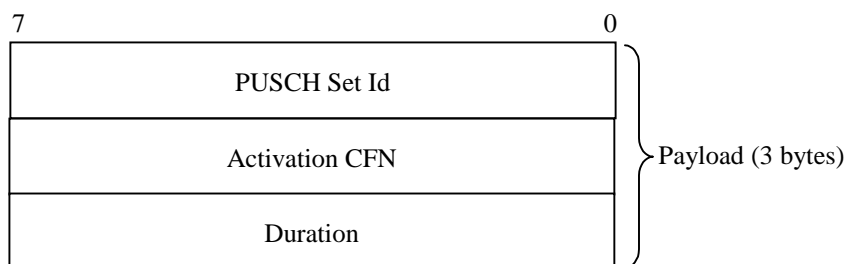 7 0
PUSCH Set Id
Activation CFN
Payload (3 bytes)
Duration